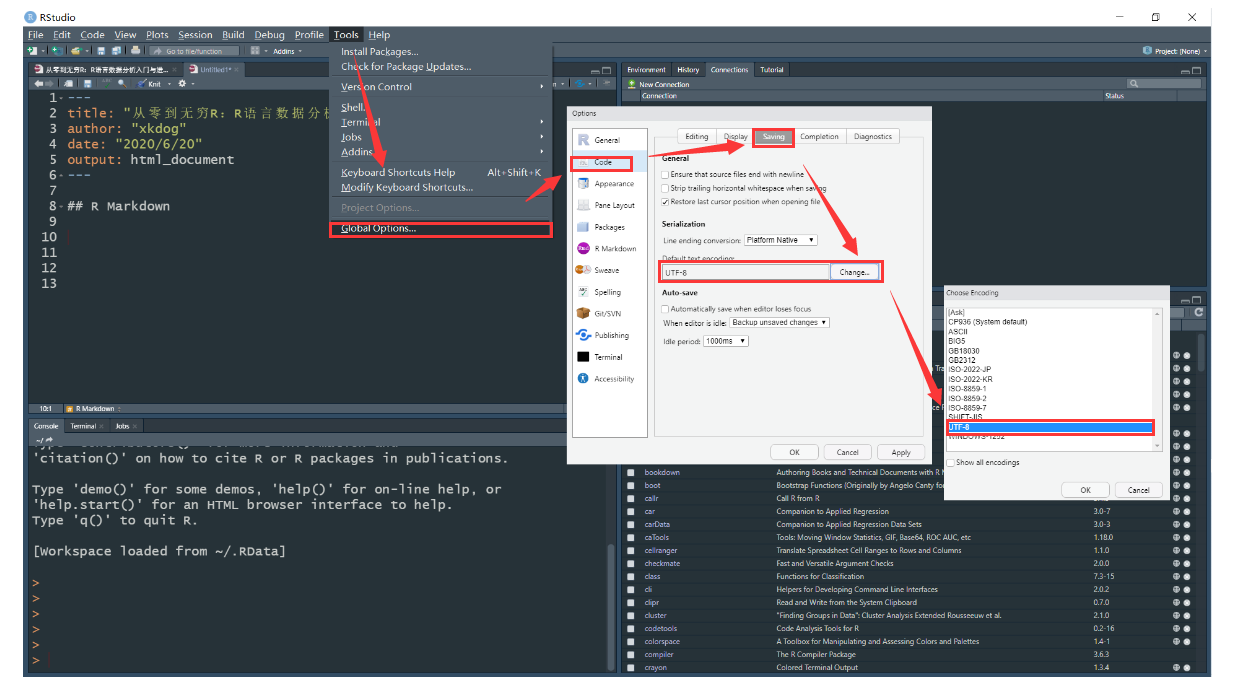 RStudio
File Edit Code View Plots Session Build Debug Profile Tools Help
Go to file/function
Addins
Project: (None)
Install Packages...
Check for Package Updates...
Version Control
Shell
Terminal
Jobs
Addins
Keyboard Shortcuts Help Alt+Shift+K
Modify Keyboard Shortcuts...
Project Options...
Global Options...
从零到无穷R：R语言数据分析入门与进...
Untitled1*
Knit
1 ---
2 title: "从零到无穷R：R语言数据分析
3 author: "xkdog"
4 date: "2020/6/20"
5 output: html_document
6 ---
7
8 ## R Markdown
9
10
11
12
13
10:1 R Markdown
Console Terminal Jobs
~/
'citation()' on how to cite R or R packages in publications.
Type 'demo()' for some demos, 'help()' for on-line help, or
'help.start()' for an HTML browser interface to help.
Type 'q()' to quit R.
[Workspace loaded from ~/.RData]
>
>
>
>
>
>
Environment History Connections Tutorial
New Connection
Connection Status
Options
General
Code
Appearance
Pane Layout
Packages
R Markdown
Sweave
Spelling
Git/SVN
Publishing
Terminal
Accessibility
Editing Display Saving Completion Diagnostics
General
Ensure that source files end with newline
Strip trailing horizontal whitespace when saving
Restore last cursor position when opening file
Serialization
Line ending conversion: Platform Native
Default text encoding:
UTF-8 Change...
Auto-save
Automatically save when editor loses focus
When editor is idle: Backup unsaved changes
Idle period: 1000ms
OK Cancel Apply
Choose Encoding
[Ask]
CP936 (System default)
ASCII
BIG5
GB18030
GB2312
ISO-2022-JP
ISO-2022-KR
ISO-8859-1
ISO-8859-2
ISO-8859-7
SHIFT-JIS
UTF-8
WINDOWS-1252
Show all encodings
OK Cancel
bookdown Authoring Books and Technical Documents with R
boot Bootstrap Functions (Originally by Angelo Canty for
callr Call R from R
car Companion to Applied Regression 3.0-7
carData Companion to Applied Regression Data Sets 3.0-3
caTools Tools: Moving Window Statistics, GIF, Base64, ROC AUC, etc 1.18.0
cellranger Translate Spreadsheet Cell Ranges to Rows and Columns 1.1.0
checkmate Fast and Versatile Argument Checks 2.0.0
class Functions for Classification 7.3-15
cli Helpers for Developing Command Line Interfaces 2.0.2
clipr Read and Write from the System Clipboard 0.7.0
cluster "Finding Groups in Data": Cluster Analysis Extended Rousseeuw et al. 2.1.0
codetools Code Analysis Tools for R 0.2-16
colorspace A Toolbox for Manipulating and Assessing Colors and Palettes 1.4-1
compiler The R Compiler Package 3.6.3
crayon Colored Terminal Output 1.3.4